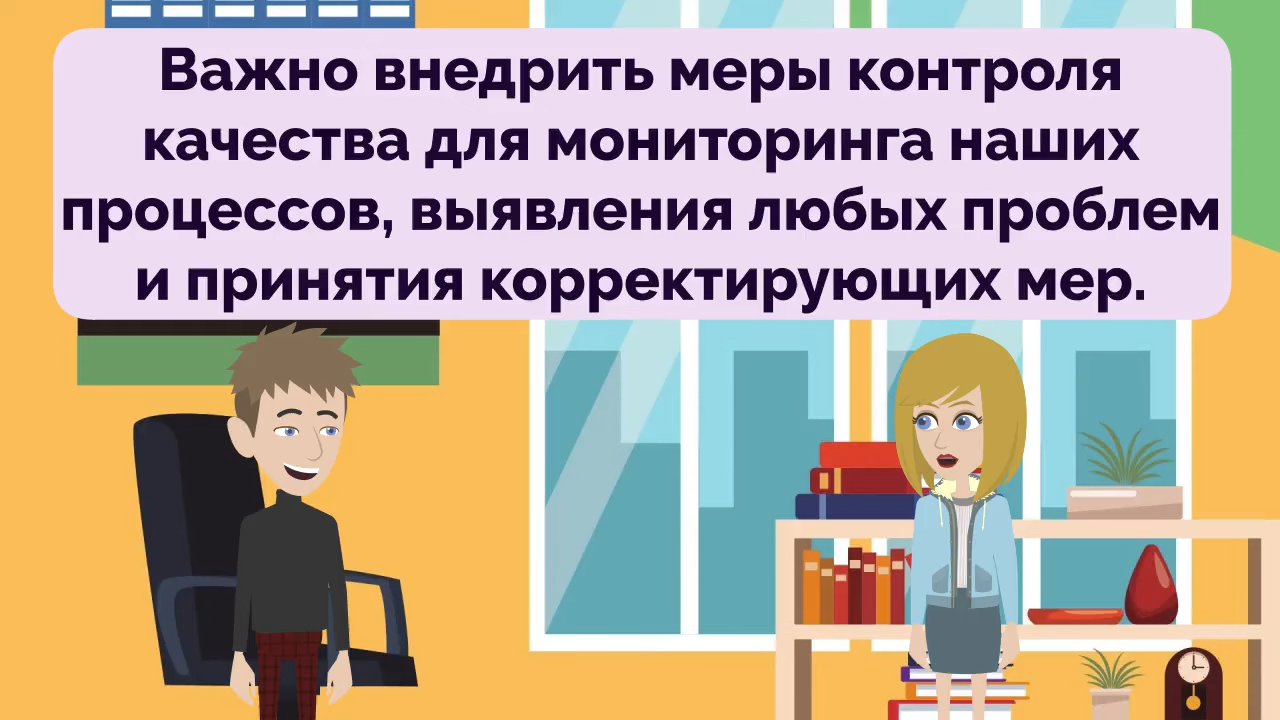 Важно внедрить меры контроля
качества для мониторинга наших
процессов, выявления любых проблем
и принятия корректирующих мер.